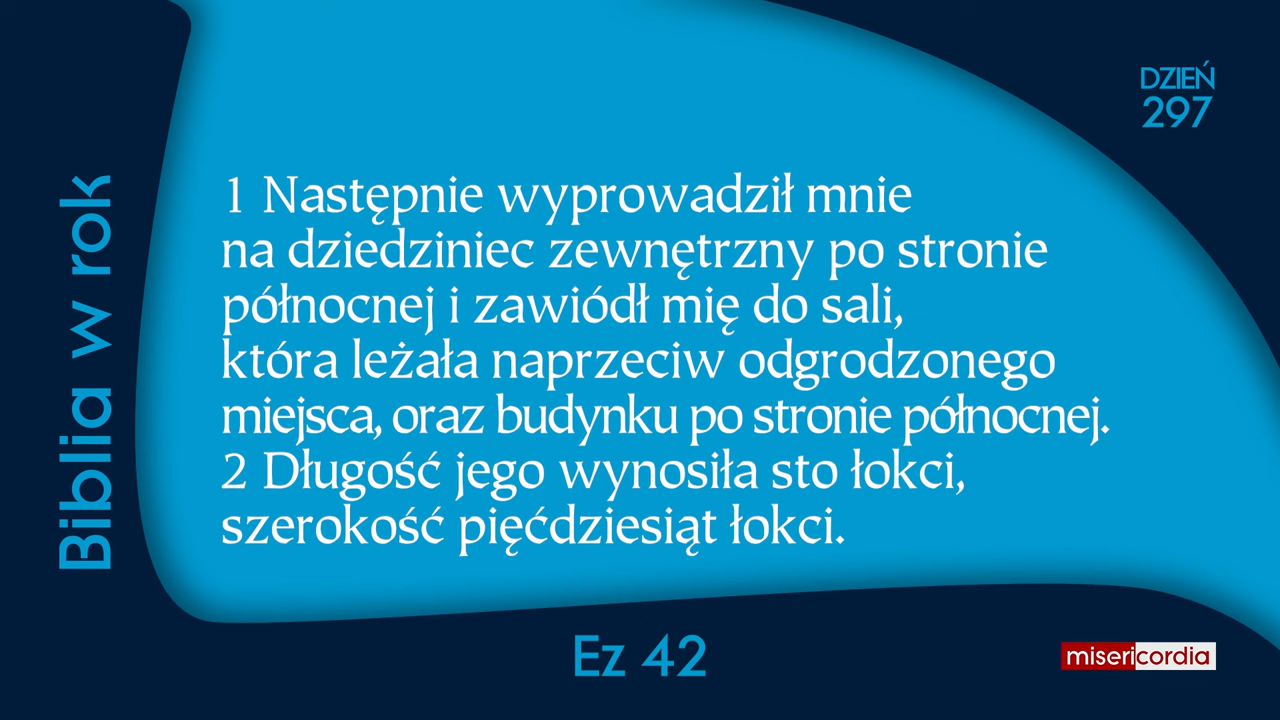 DZIEŃ
297
Biblia w rok
1 Następnie wyprowadził mnie
na dziedziniec zewnętrzny po stronie
północnej i zawiódł mię do sali,
która leżała naprzeciw odgrodzonego
miejsca, oraz budynku po stronie północnej.
2 Długość jego wynosiła sto łokci,
szerokość pięćdziesiąt łokci.
Ez 42
misericordia